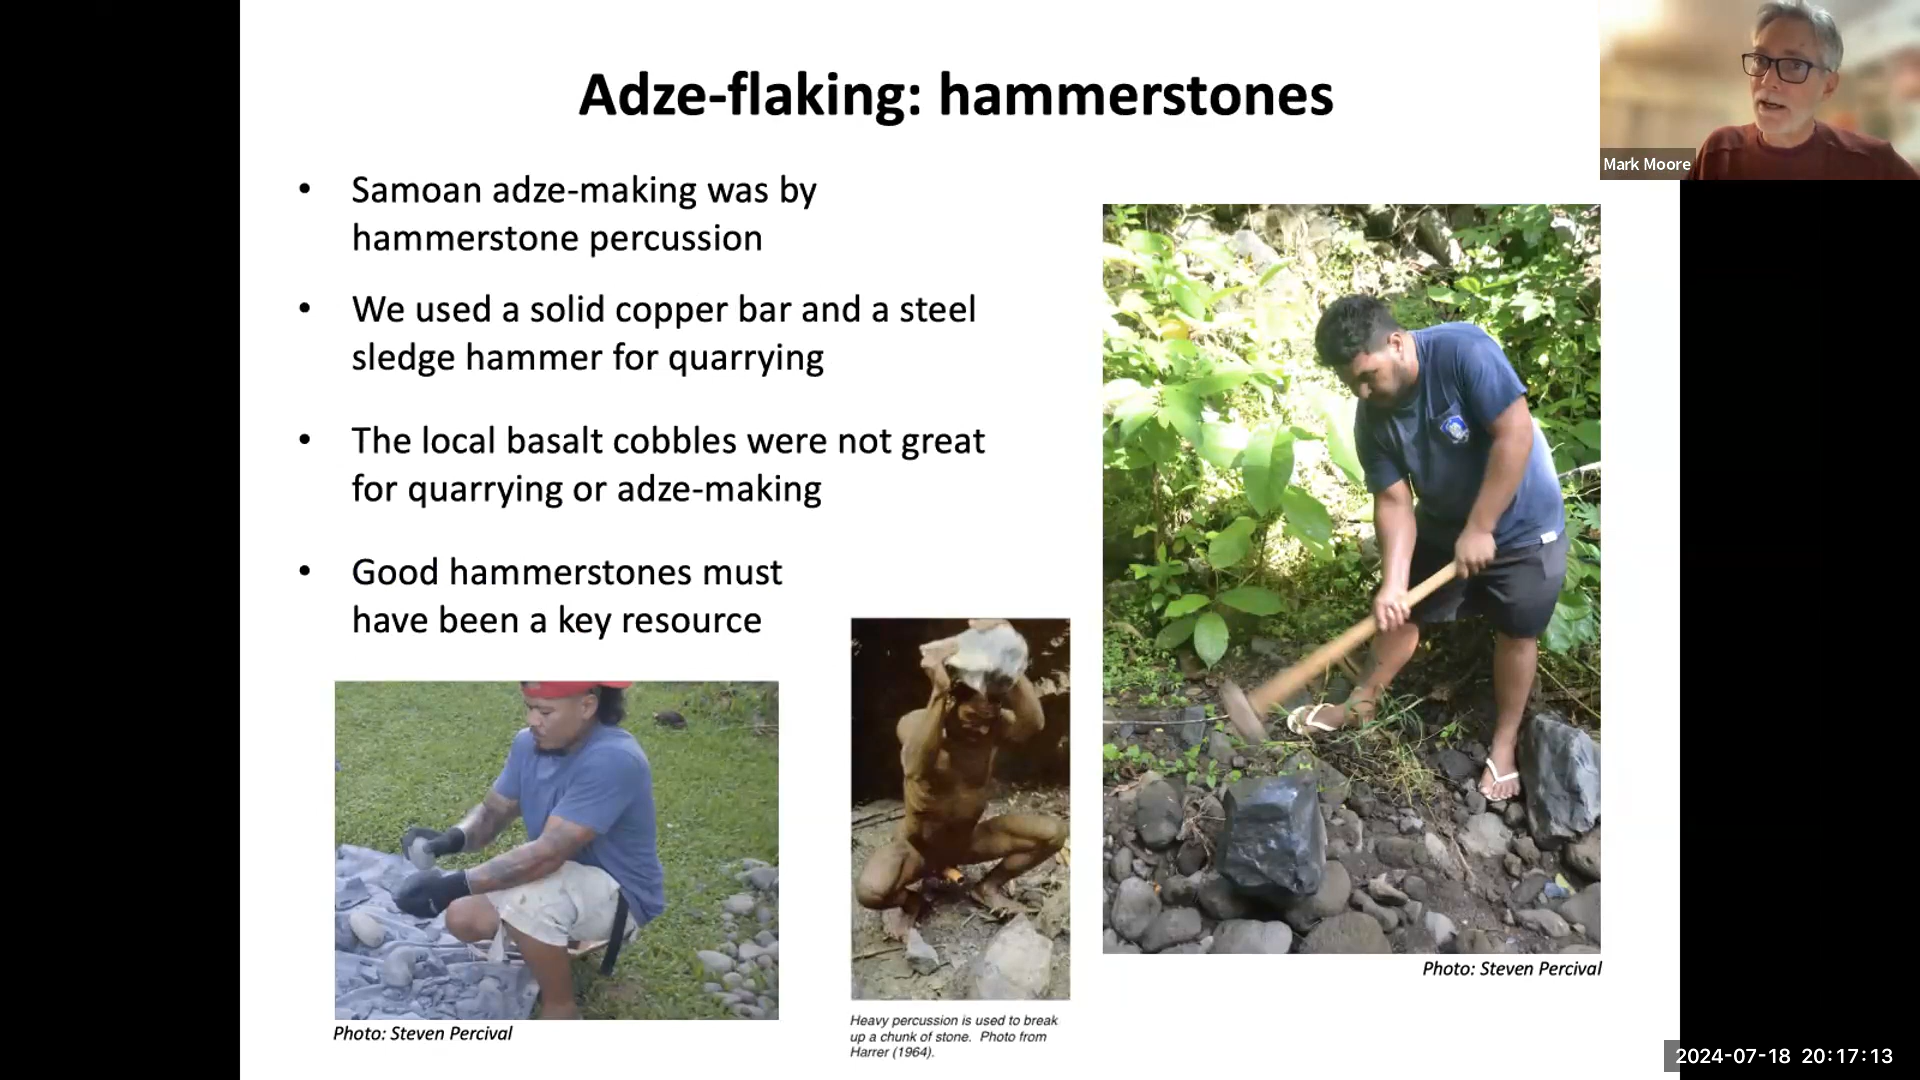 Adze-flaking: hammerstones
Mark Moore
• Samoan adze-making was by
hammerstone percussion
• We used a solid copper bar and a steel
sledge hammer for quarrying
• The local basalt cobbles were not great
for quarrying or adze-making
• Good hammerstones must
have been a key resource
Photo: Steven Percival
Heavy percussion is used to break
up a chunk of stone. Photo from
Harrer (1964).
Photo: Steven Percival
2024-07-18 20:17:13